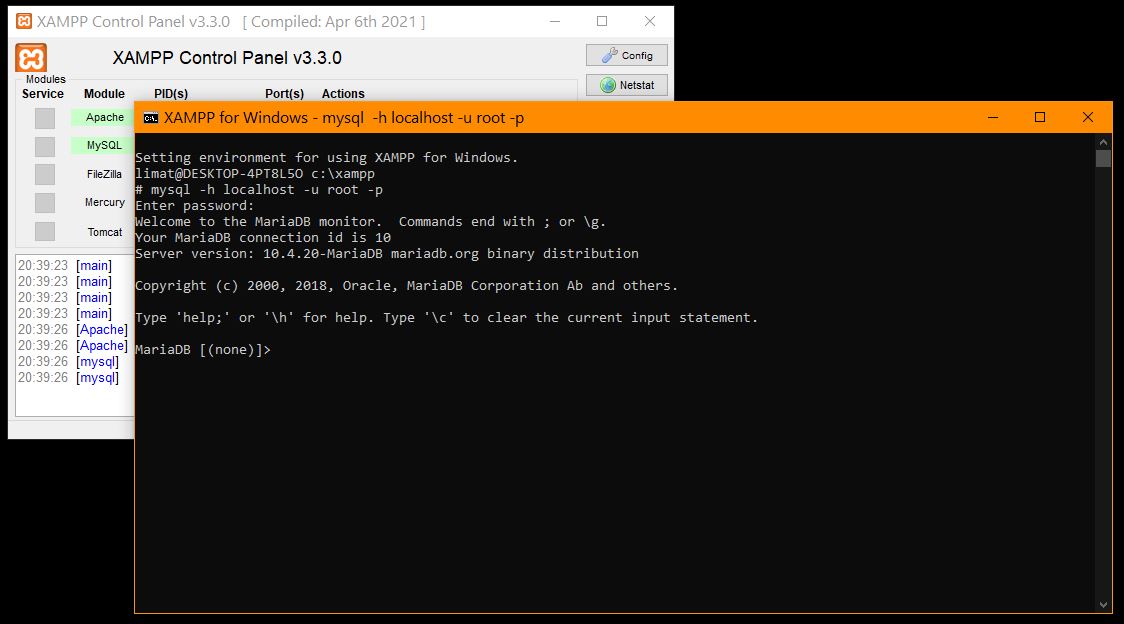 XAMPP Control Panel v3.3.0 [ Compiled: Apr 6th 2021 ]
XAMPP Control Panel v3.3.0
Config
Modules
Netstat
Service Module PID(s) Port(s) Actions
Apache
MySQL
FileZilla
Mercury
Tomcat
20:39:23 [main]
20:39:23 [main]
20:39:23 [main]
20:39:23 [main]
20:39:26 [Apache]
20:39:26 [Apache]
20:39:26 [mysql]
20:39:26 [mysql]
XAMPP for Windows - mysql  -h localhost -u root -p
Setting environment for using XAMPP for Windows.
limat@DESKTOP-4PT8L5O c:\xampp
# mysql -h localhost -u root -p
Enter password:
Welcome to the MariaDB monitor.  Commands end with ; or \g.
Your MariaDB connection id is 10
Server version: 10.4.20-MariaDB mariadb.org binary distribution
Copyright (c) 2000, 2018, Oracle, MariaDB Corporation Ab and others.
Type 'help;' or '\h' for help. Type '\c' to clear the current input statement.
MariaDB [(none)]>